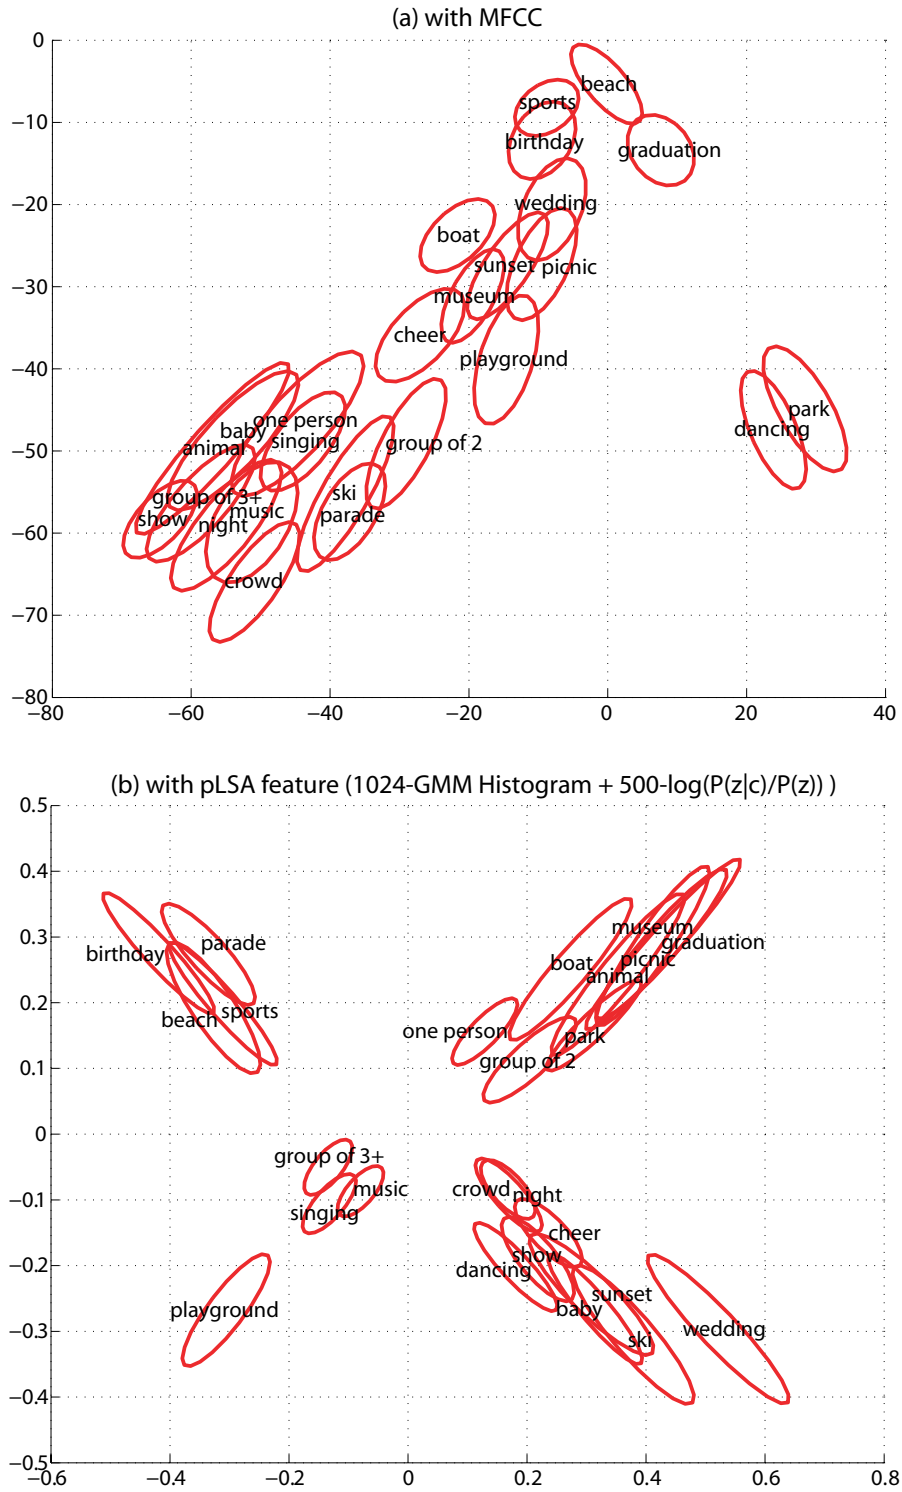 (a) with MFCC
0
beach
sports
−10
birthday
graduation
−20
wedding
boat
sunset
picnic
−30
museum
cheer
playground
−40
park
one person
baby
dancing
singing
group of 2
animal
−50
ski
group of 3+
music
parade
show
night
−60
crowd
−70
−80
−80
−60
−40
−20
0
20
40
(b) with pLSA feature (1024-GMM Histogram + 500-log(P(z|c)/P(z)) )
0.5
0.4
museum
0.3
parade
graduation
birthday
picnic
boat
animal
0.2
sports
beach
one person
park
group of 2
0.1
0
group of 3+
music
crowd
night
−0.1
singing
cheer
show
−0.2
dancing
sunset
baby
playground
wedding
−0.3
ski
−0.4
−0.5
−0.6
−0.4
−0.2
0
0.2
0.4
0.6
0.8